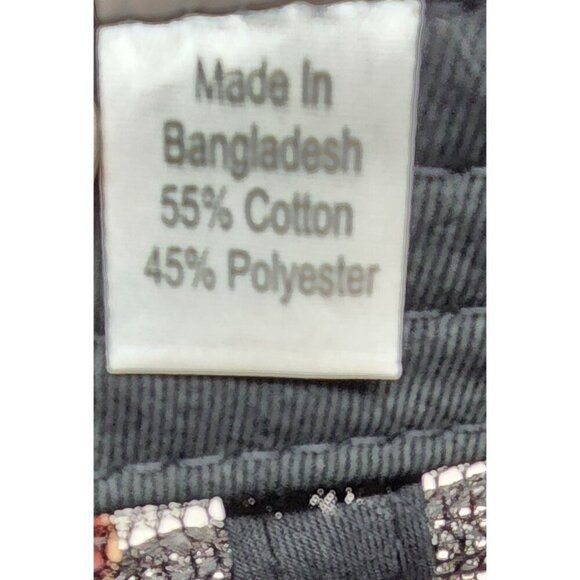 Made In
Bangladesh
55% Cotton
45% Polyester